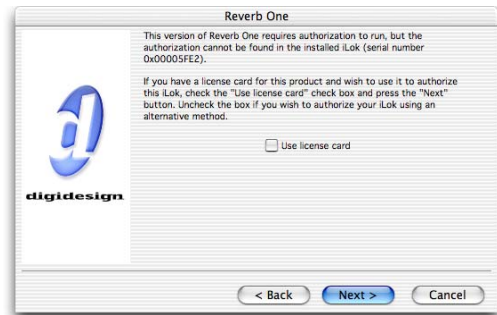 Reverb One
This version of Reverb One requires authorization to run, but the
authorization cannot be found in the installed iLok (serial number
0x00005FE2).
If you have a license card for this product and wish to use it to authorize
this iLok, check the "Use license card" check box and press the "Next"
button. Uncheck the box if you wish to authorize your iLok using an
alternative method.
Use license card
digidesign
< Back
Next >
Cancel